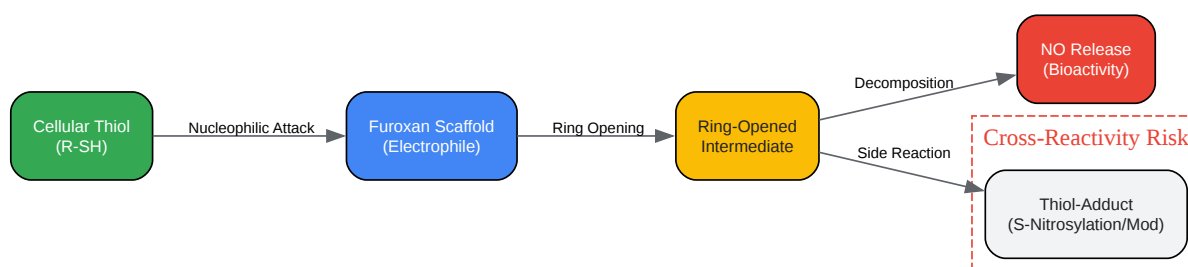 Cellular Thiol
(R-SH)
Nucleophilic Attack
Furoxan Scaffold
(Electrophile)
Ring Opening
Ring-Opened
Intermediate
Decomposition
NO Release
(Bioactivity)
Side Reaction
Cross-Reactivity Risk
Thiol-Adduct
(S-Nitrosylation/Mod)